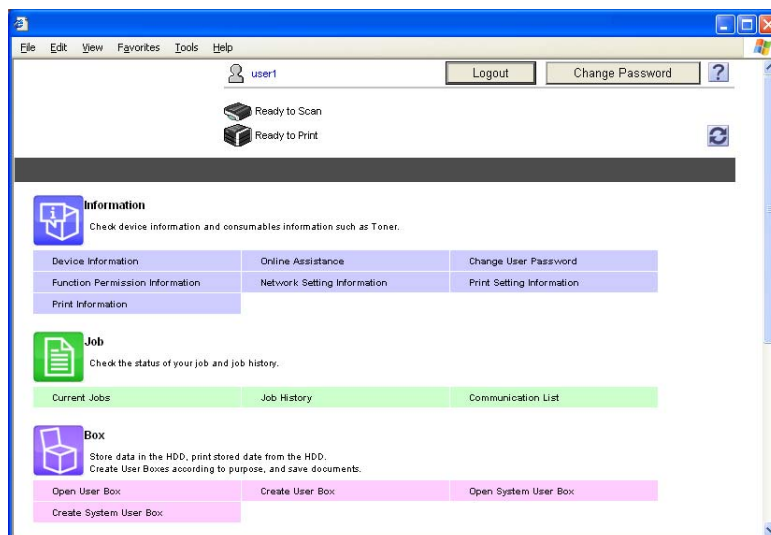 File Edit View Favorites Tools Help
user1 Logout Change Password ?
Ready to Scan
Ready to Print
Information
Check device information and consumables information such as Toner.
Device Information Online Assistance Change User Password
Function Permission Information Network Setting Information Print Setting Information
Print Information
Job
Check the status of your job and job history.
Current Jobs Job History Communication List
Box
Store data in the HDD, print stored date from the HDD.
Create User Boxes according to purpose, and save documents.
Open User Box Create User Box Open System User Box
Create System User Box